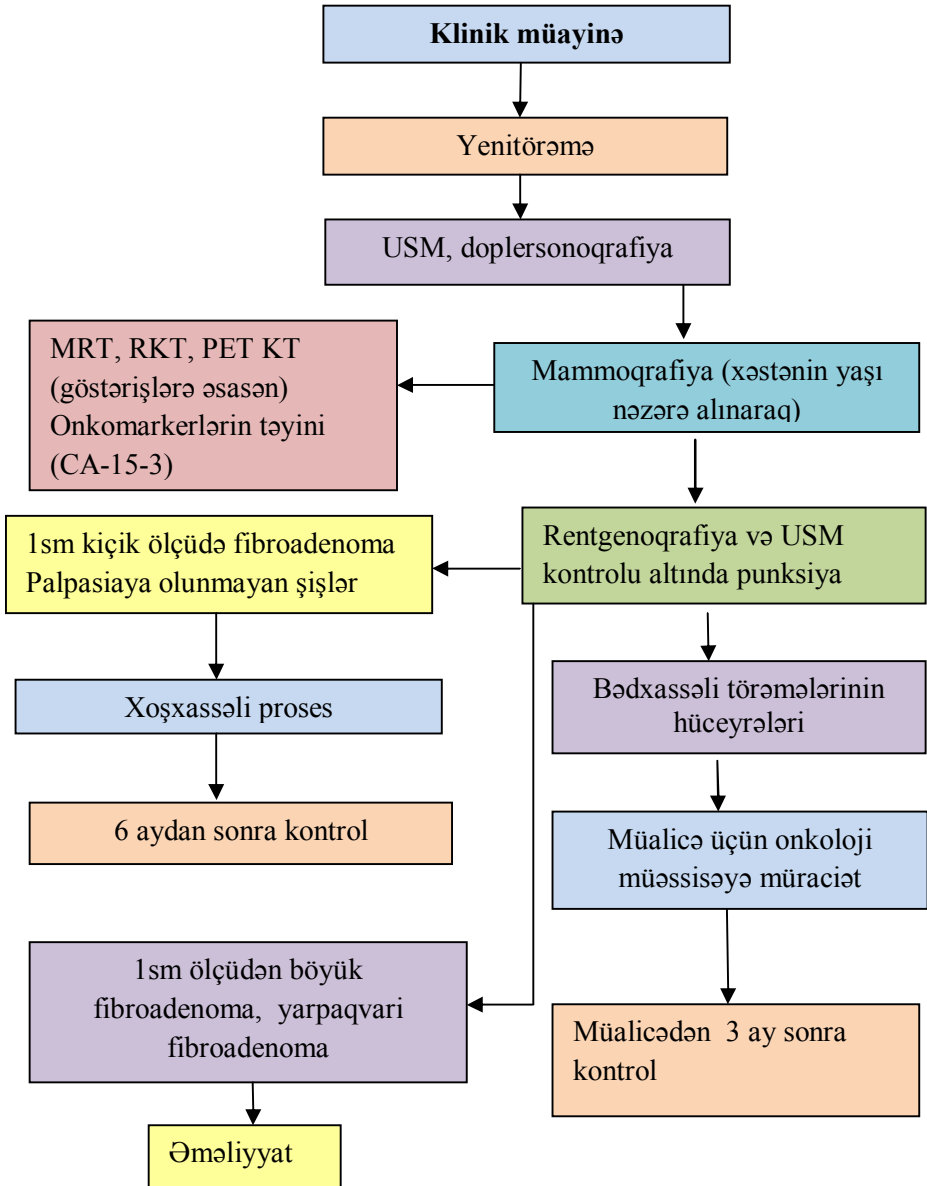 Klinik müayinə
Yenitörəmə
USM, doplersonoqrafiya
MRT, RKT, PET KT
(göstərişlərə əsasən)
Onkomarkerlərin təyini
(CA-15-3)
Mammoqrafiya (xəstənin yaşı
nəzərə alınaraq)
1sm kiçik ölçüdə fibroadenoma
Palpasiaya olunmayan şişlər
Rentgenoqrafiya və USM
kontrolu altında punksiya
Xoşxassəli proses
Bədxassəli törəmələrinin
hüceyrələri
6 aydan sonra kontrol
Müalicə üçün onkoloji
müəssisəyə müraciət
1sm ölçüdən böyük
fibroadenoma, yarpaqvari
fibroadenoma
Müalicədən 3 ay sonra
kontrol
Əməliyyat